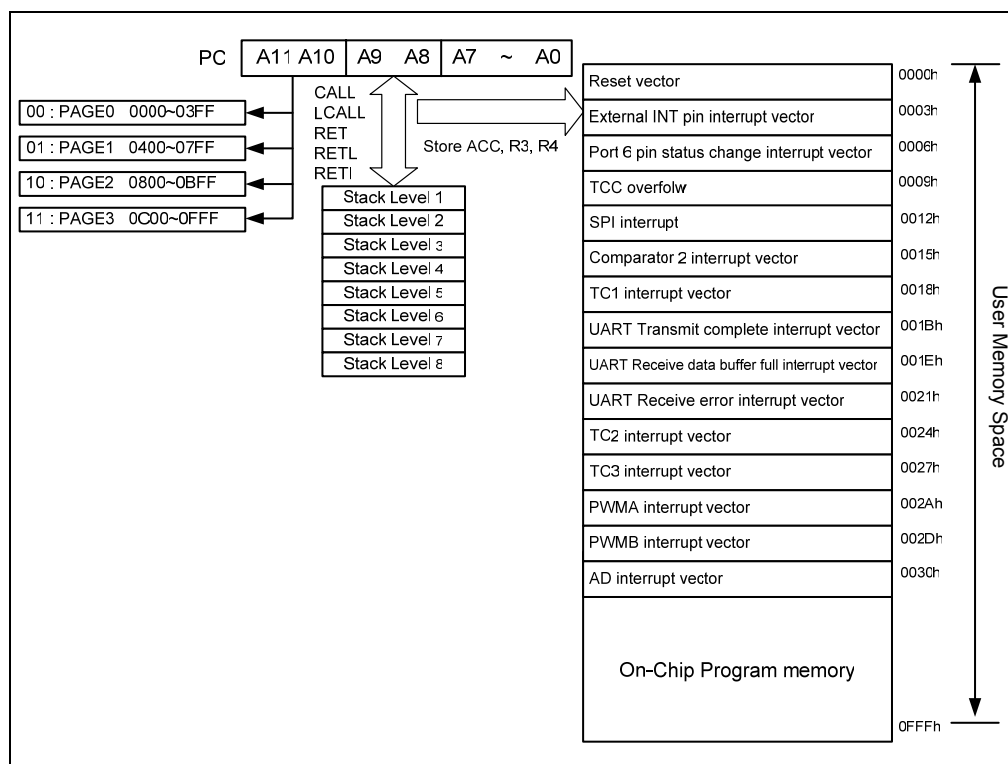 PC A11 A10 A9 A8 A7 ~ A0
00 : PAGE0 0000~03FF
01 : PAGE1 0400~07FF
10 : PAGE2 0800~0BFF
11 : PAGE3 0C00~0FFF
CALL
LCALL
RET
RETL
RETI
Store ACC, R3, R4
Stack Level 1
Stack Level 2
Stack Level 3
Stack Level 4
Stack Level 5
Stack Level 6
Stack Level 7
Stack Level 8
Reset vector 0000h
External INT pin interrupt vector 0003h
Port 6 pin status change interrupt vector 0006h
TCC overfolw 0009h
SPI interrupt 0012h
Comparator 2 interrupt vector 0015h
TC1 interrupt vector 0018h
UART Transmit complete interrupt vector 001Bh
UART Receive data buffer full interrupt vector 001Eh
UART Receive error interrupt vector 0021h
TC2 interrupt vector 0024h
TC3 interrupt vector 0027h
PWMA interrupt vector 002Ah
PWMB interrupt vector 002Dh
AD interrupt vector 0030h
On-Chip Program memory
0FFFh
User Memory Space